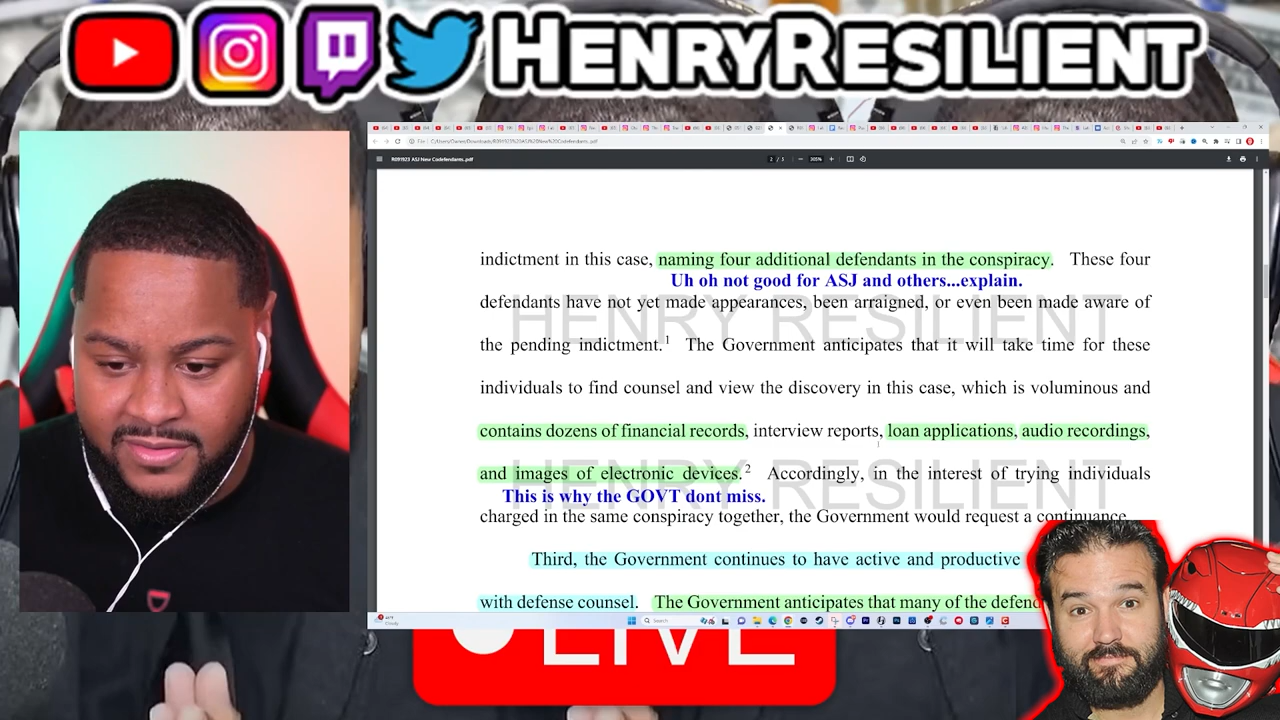 HENRYRESILIENT
R091923 ASJ New Codefendants.pdf
indictment in this case, naming four additional defendants in the conspiracy. These four
Uh oh not good for ASJ and others...explain.
defendants have not yet made appearances, been arraigned, or even been made aware of
HENRY RESILIENT
the pending indictment.1 The Government anticipates that it will take time for these
individuals to find counsel and view the discovery in this case, which is voluminous and
contains dozens of financial records, interview reports, loan applications, audio recordings,
and images of electronic devices.2 Accordingly, in the interest of trying individuals
HENRY RESILIENT
This is why the GOVT dont miss.
charged in the same conspiracy together, the Government would request a continuance.
Third, the Government continues to have active and productive
with defense counsel. The Government anticipates that many of the defend
Search
LIVE